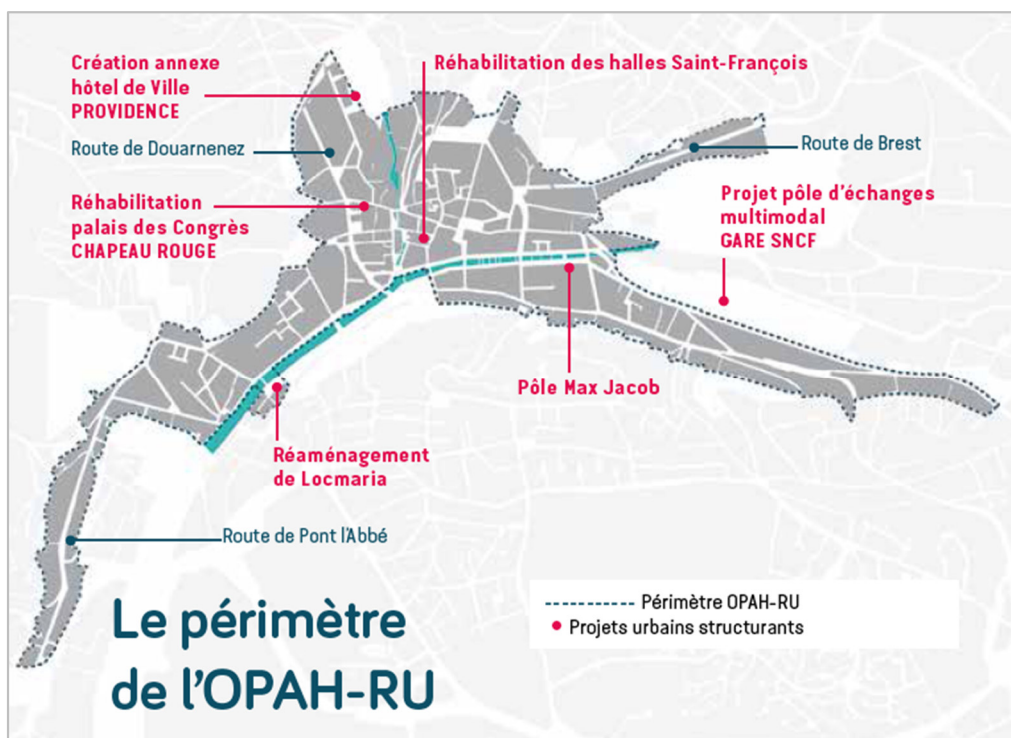 Création annexe
hôtel de Ville
PROVIDENCE
Réhabilitation des halles Saint-François
Route de Douarnenez
Route de Brest
Réhabilitation
palais des Congrès
CHAPEAU ROUGE
Projet pôle d'échanges
multimodal
GARE SNCF
Pôle Max Jacob
Réaménagement
de Locmaria
Route de Pont l'Abbé
Le périmètre
de l'OPAH-RU
Périmètre OPAH-RU
Projets urbains structurants